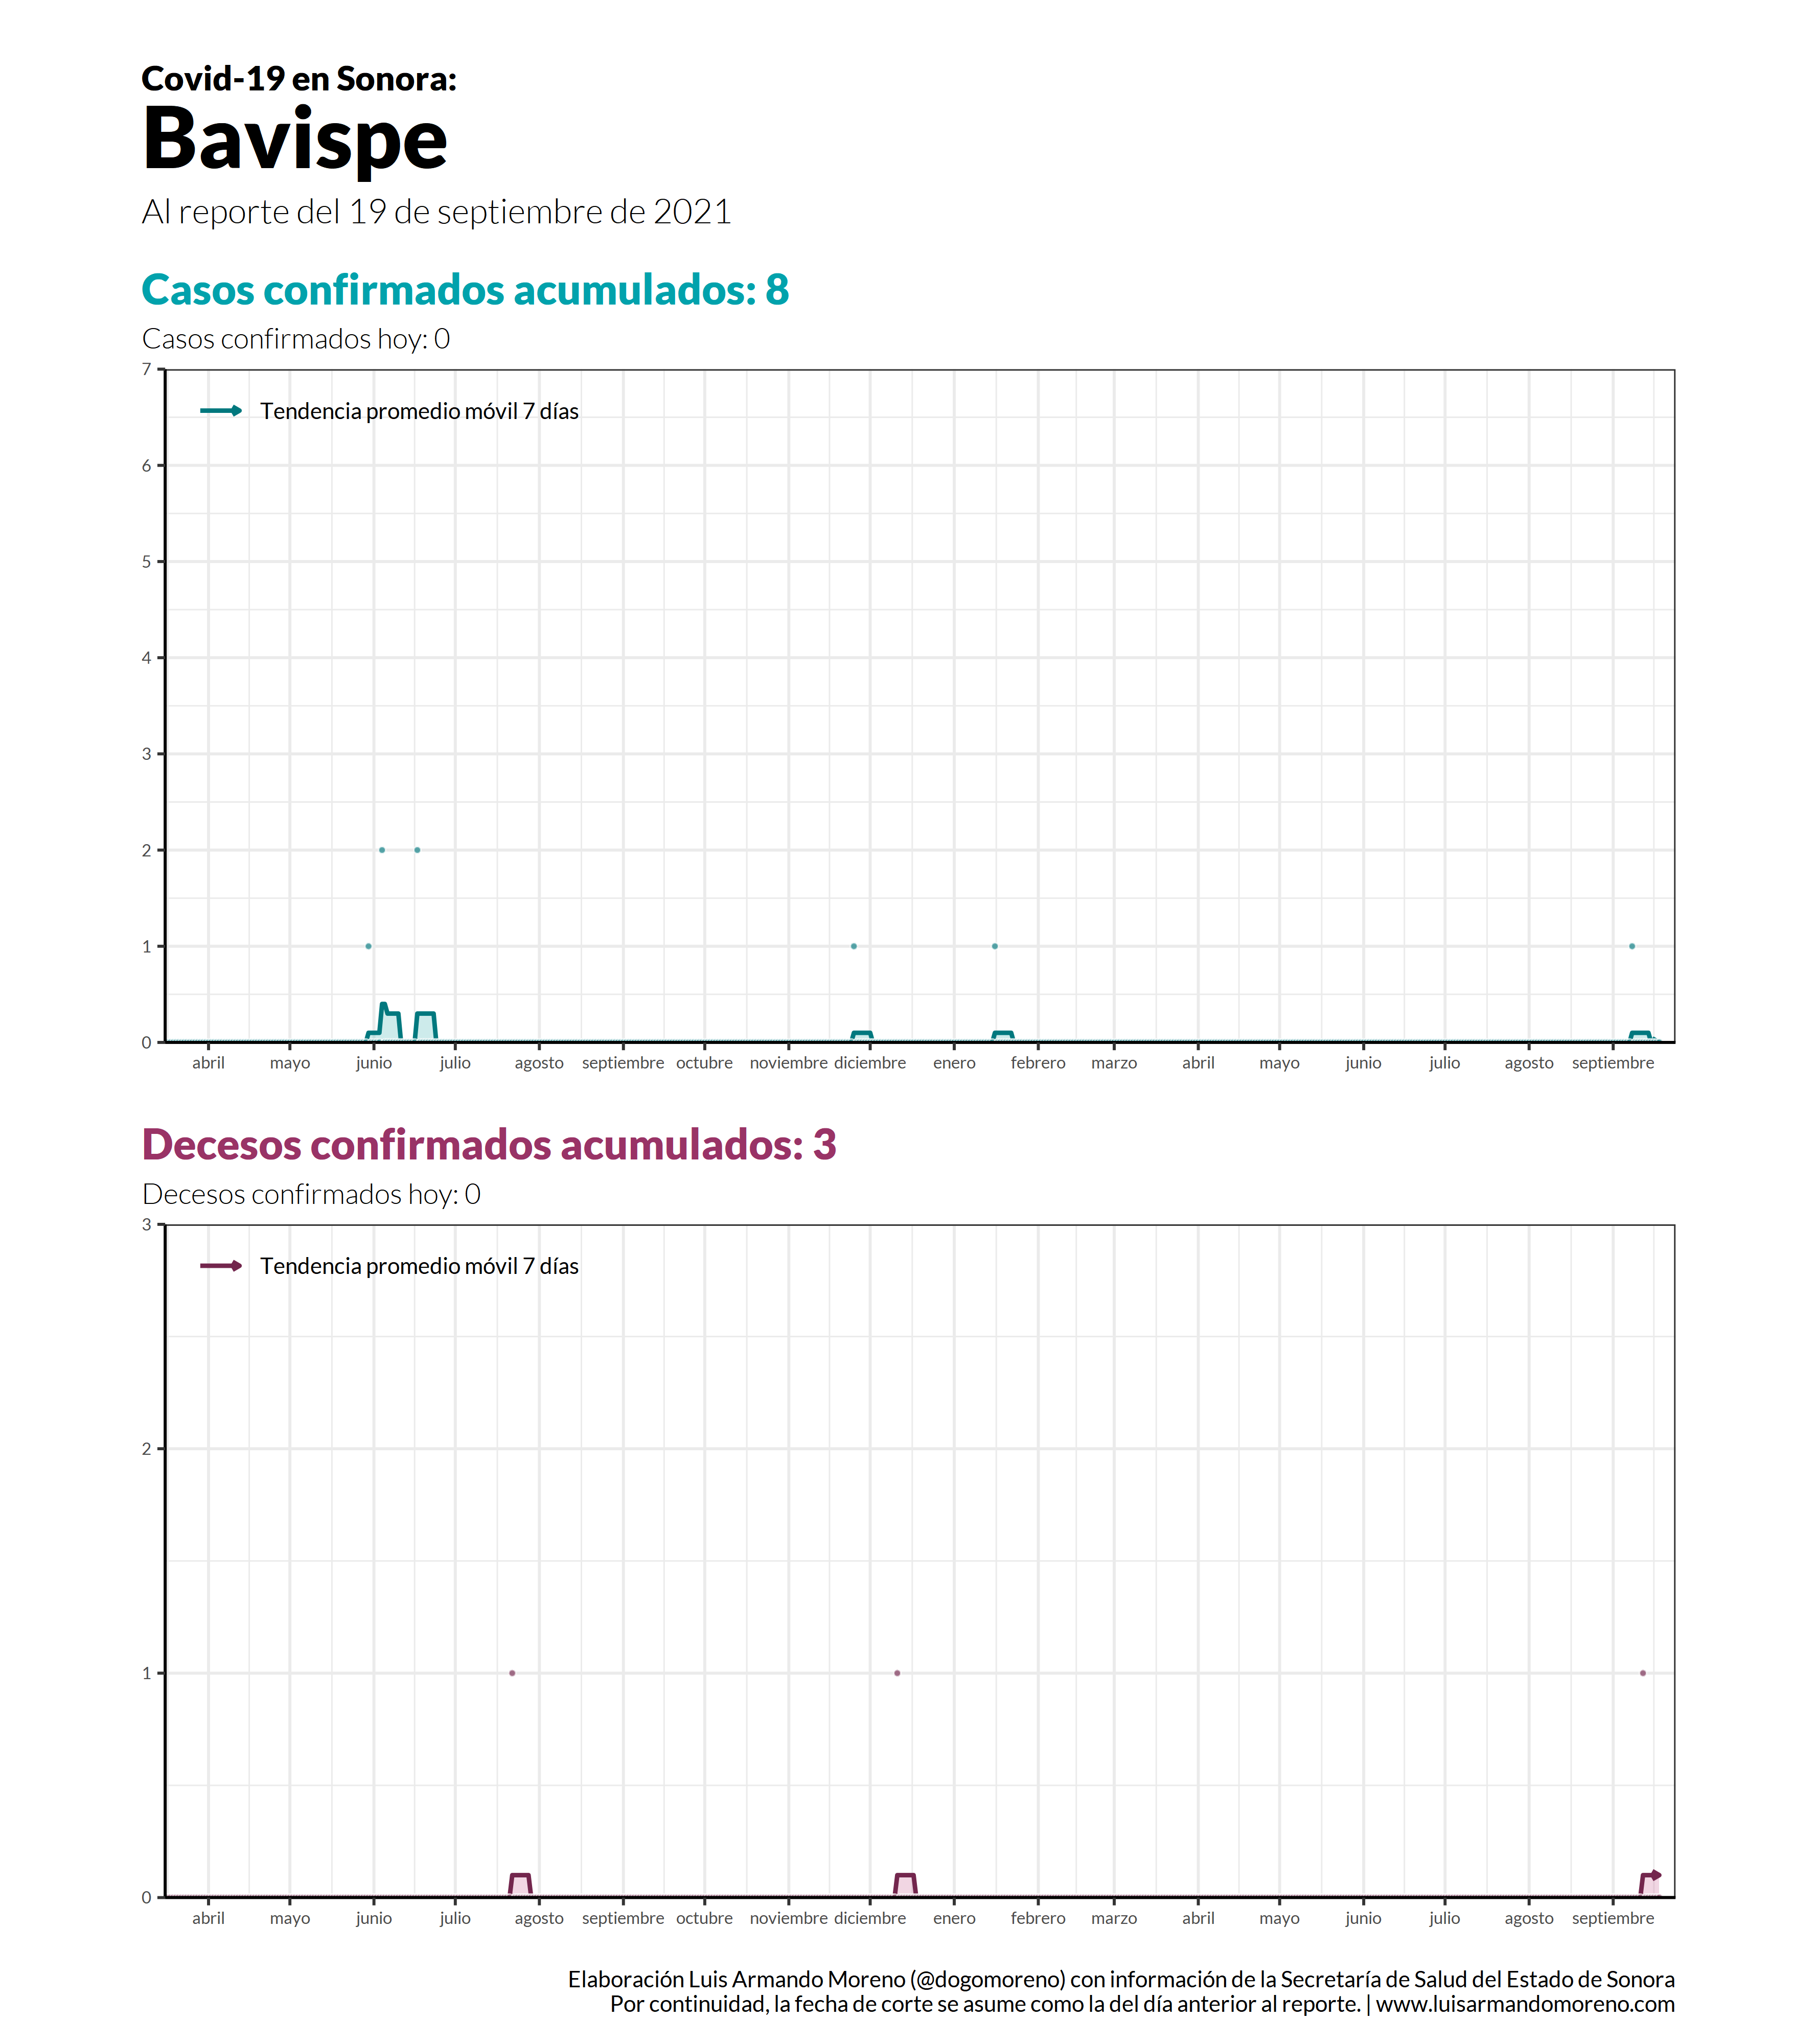 Covid-19 en Sonora:
Bavispe
Al reporte del 19 de septiembre de 2021
Casos confirmados acumulados: 8
Casos confirmados hoy: 0
7
Tendencia promedio móvil 7 días
6
5
4
3
2
1
0
abril mayo junio julio agosto septiembre octubre noviembre diciembre enero febrero marzo abril mayo junio julio agosto septiembre
Decesos confirmados acumulados: 3
Decesos confirmados hoy: 0
3
Tendencia promedio móvil 7 días
2
1
0
abril mayo junio julio agosto septiembre octubre noviembre diciembre enero febrero marzo abril mayo junio julio agosto septiembre
Elaboración Luis Armando Moreno (@dogomoreno) con información de la Secretaría de Salud del Estado de Sonora
Por continuidad, la fecha de corte se asume como la del día anterior al reporte. | www.luisarmandomoreno.com